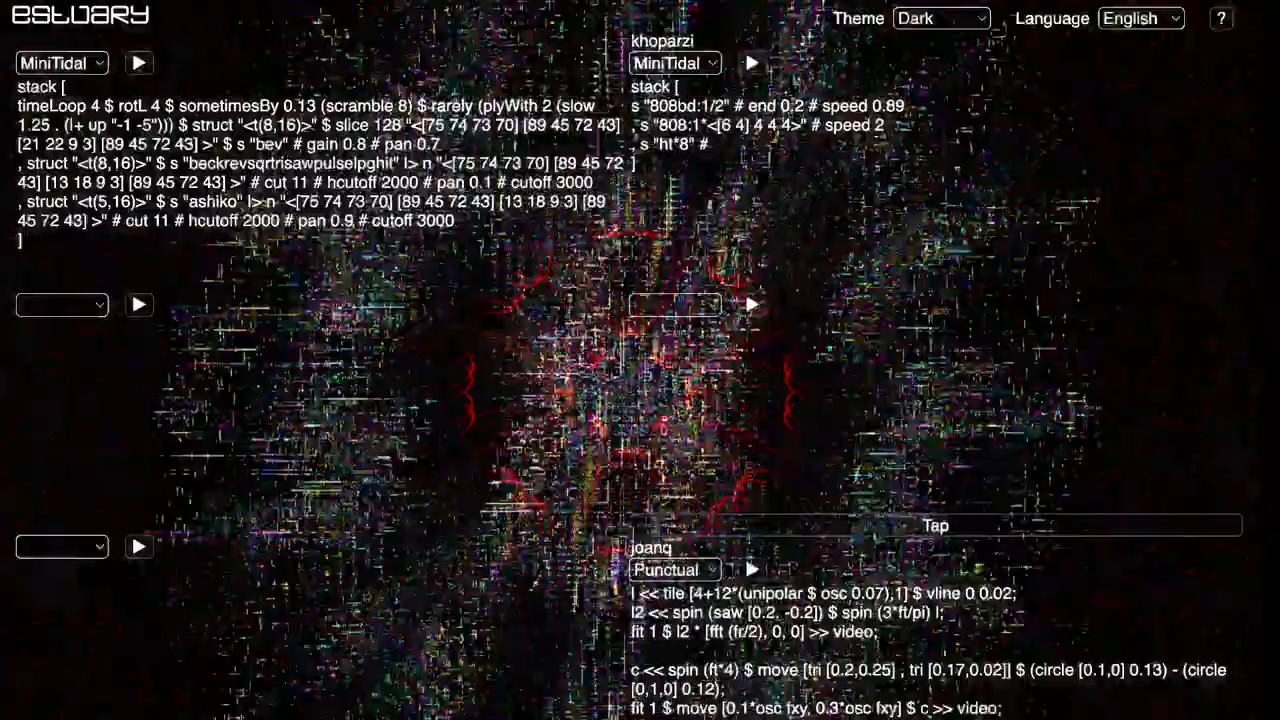 estuary
Theme Dark Language English ?
MiniTidal
stack [
timeLoop 4 $ rotL 4 $ sometimesBy 0.13 (scramble 8) $ rarely (plyWith 2 (slow
1.25 . (|+ up "-1 -5"))) $ struct "<t(8,16)>" $ slice 128 "<[75 74 73 70] [89 45 72 43]
[21 22 9 3] [89 45 72 43] >" $ s "bev" # gain 0.8 # pan 0.7
, struct "<t(8,16)>" $ s "beckrevsqrtrisawpulselpghit" |> n "<[75 74 73 70] [89 45 72
43] [13 18 9 3] [89 45 72 43] >" # cut 11 # hcutoff 2000 # pan 0.1 # cutoff 3000
, struct "<t(5,16)>" $ s "ashiko" |> n "<[75 74 73 70] [89 45 72 43] [13 18 9 3] [89
45 72 43] >" # cut 11 # hcutoff 2000 # pan 0.9 # cutoff 3000
]
khoparzi
MiniTidal
stack [
s "808bd:1/2" # end 0.2 # speed 0.89
, s "808:1*<[6 4] 4 4 4>" # speed 2
, s "ht*8" #
]
Tap
joanq
Punctual
l << tile [4+12*(unipolar $ osc 0.07),1] $ vline 0 0.02;
l2 << spin (saw [0.2, -0.2]) $ spin (3*ft/pi) l;
fit 1 $ l2 * [fft (fr/2), 0, 0] >> video;
c << spin (ft*4) $ move [tri [0.2,0.25] , tri [0.17,0.02]] $ (circle [0.1,0] 0.13) - (circle
[0,1,0] 0.12);
fit 1 $ move [0.1*osc fxy, 0.3*osc fxy] $ c >> video;